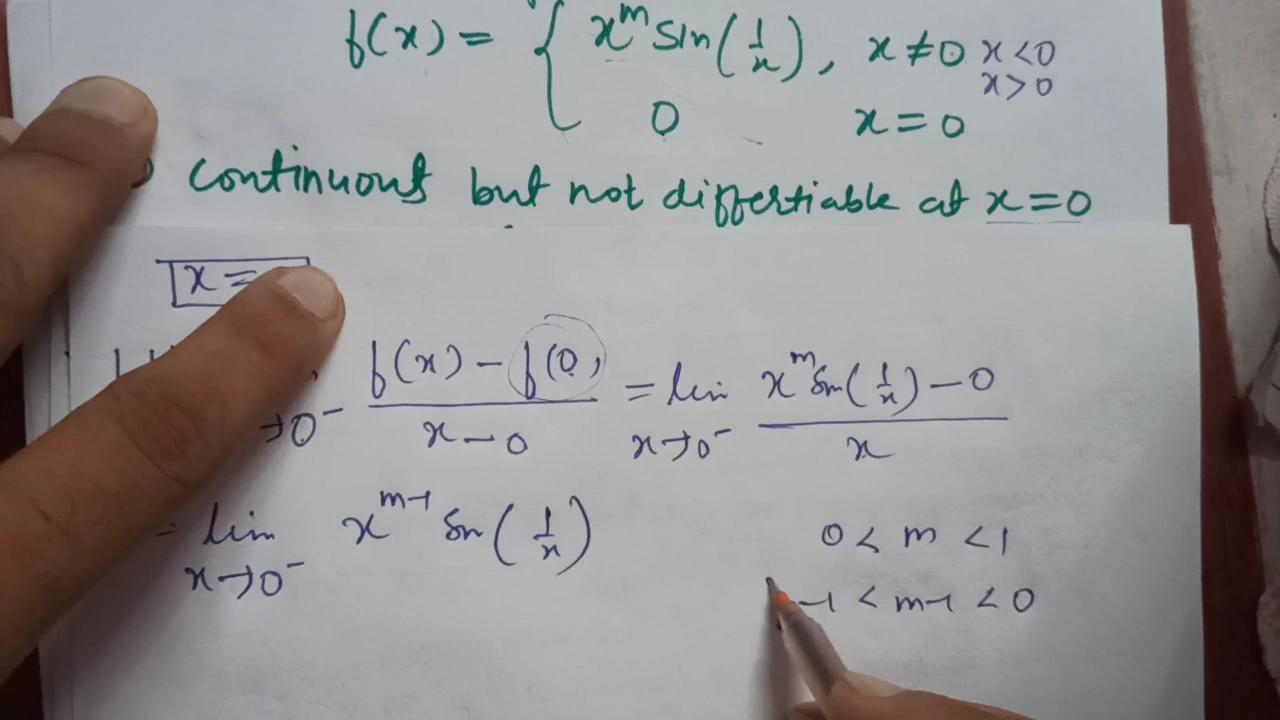 f(x) = { x^m sin(1/x), x≠0 x<0
x>0
0 x=0
continuous but not differtiable at x=0
x =
f(x) - f(0) / x-0 = lim x→0⁻ x^m sin(1/x) - 0 / x
→0⁻
= lim x→0⁻ x^(m-1) sin(1/x)
0 < m < 1
-1 < m-1 < 0